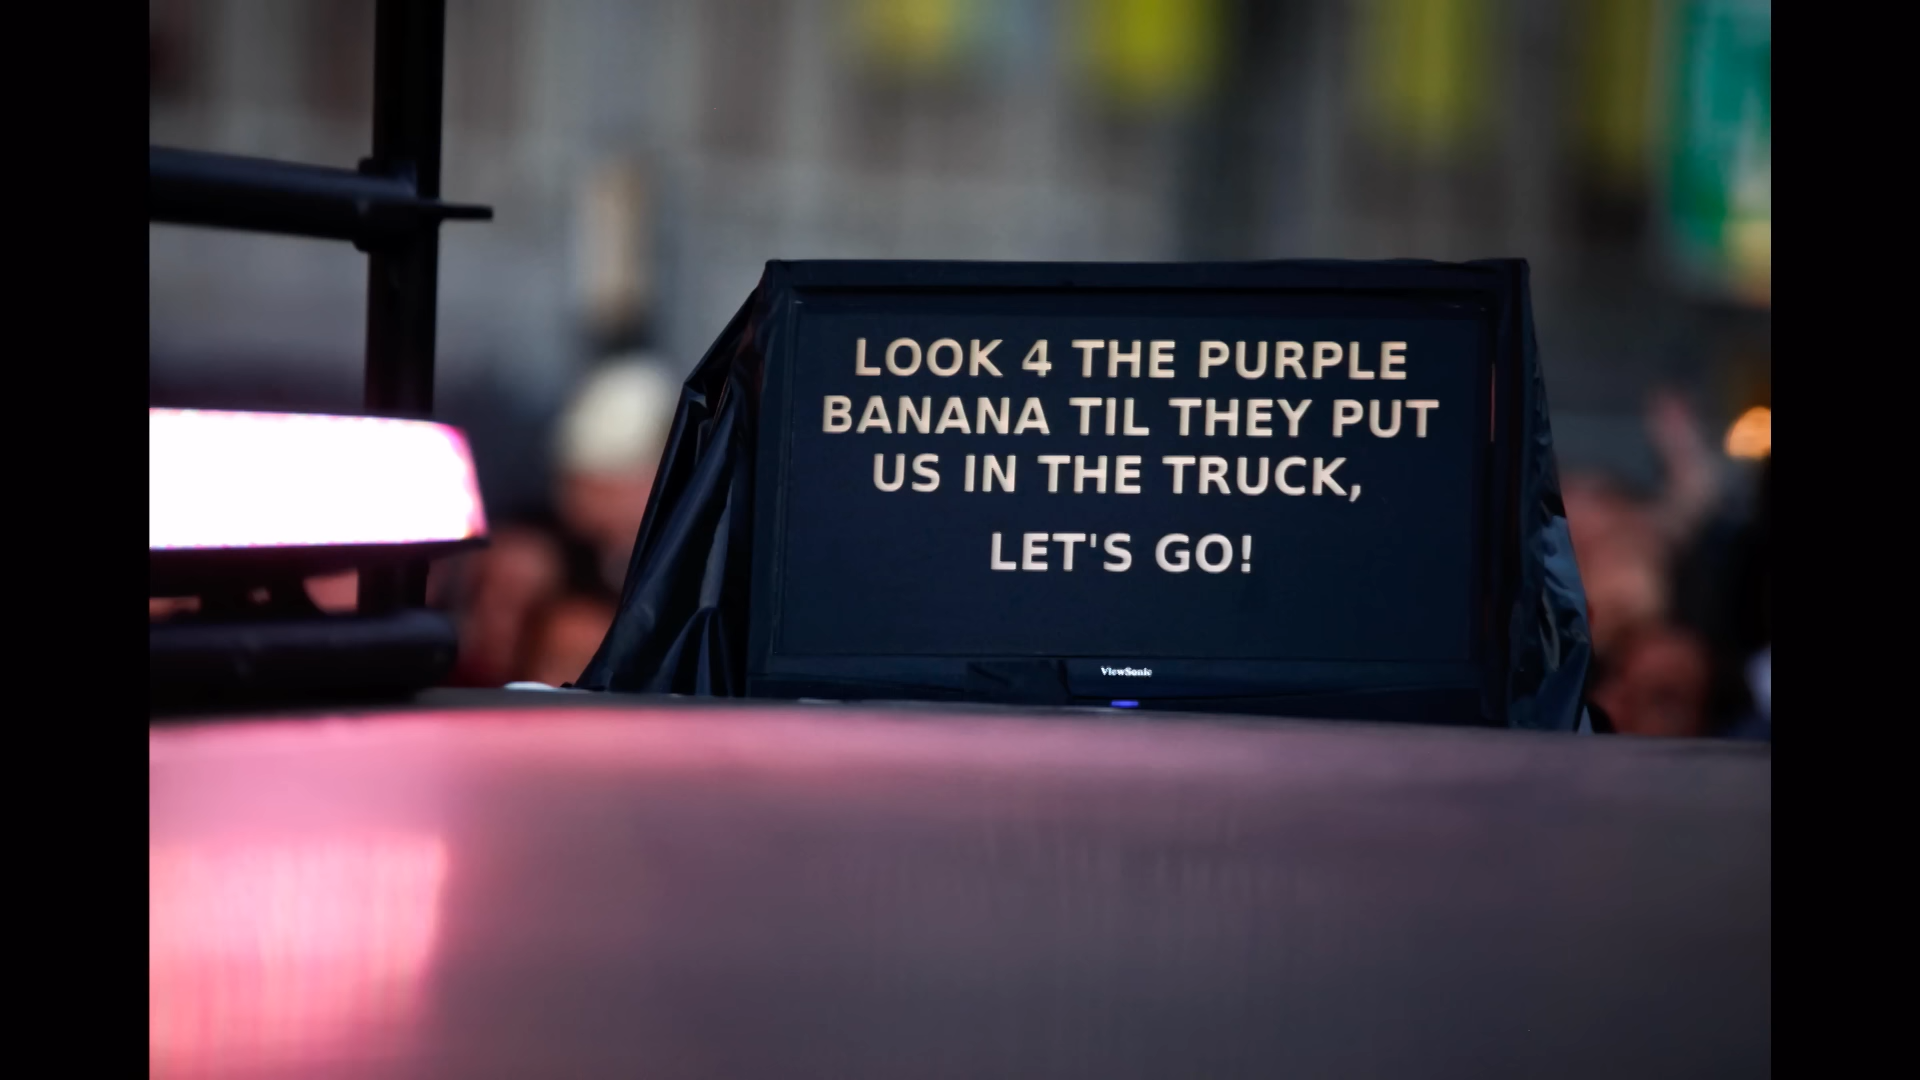 LOOK 4 THE PURPLE
BANANA TIL THEY PUT
US IN THE TRUCK,
LET'S GO!
ViewSonic